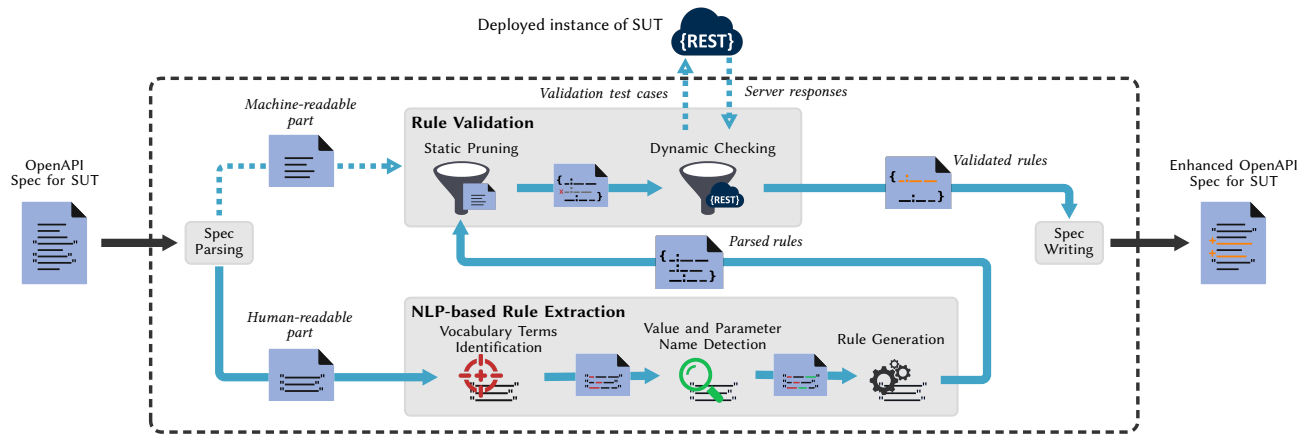 Deployed instance of SUT
{REST}
Validation test cases
Server responses
Machine-readable
part
Rule Validation
Static Pruning
Dynamic Checking
{REST}
Validated rules
OpenAPI
Spec for SUT
Enhanced OpenAPI
Spec for SUT
Spec
Parsing
Parsed rules
Spec
Writing
Human-readable
part
NLP-based Rule Extraction
Vocabulary Terms
Identification
Value and Parameter
Name Detection
Rule Generation